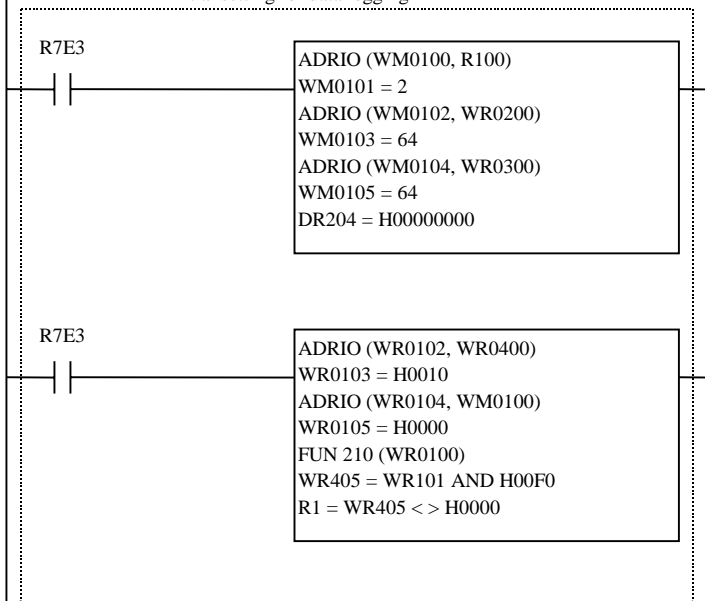 R7E3
ADRIO (WM0100, R100)
WM0101 = 2
ADRIO (WM0102, WR0200)
WM0103 = 64
ADRIO (WM0104, WR0300)
WM0105 = 64
DR204 = H00000000
R7E3
ADRIO (WR0102, WR0400)
WR0103 = H0010
ADRIO (WR0104, WM0100)
WR0105 = H0000
FUN 210 (WR0100)
WR405 = WR101 AND H00F0
R1 = WR405 < > H0000